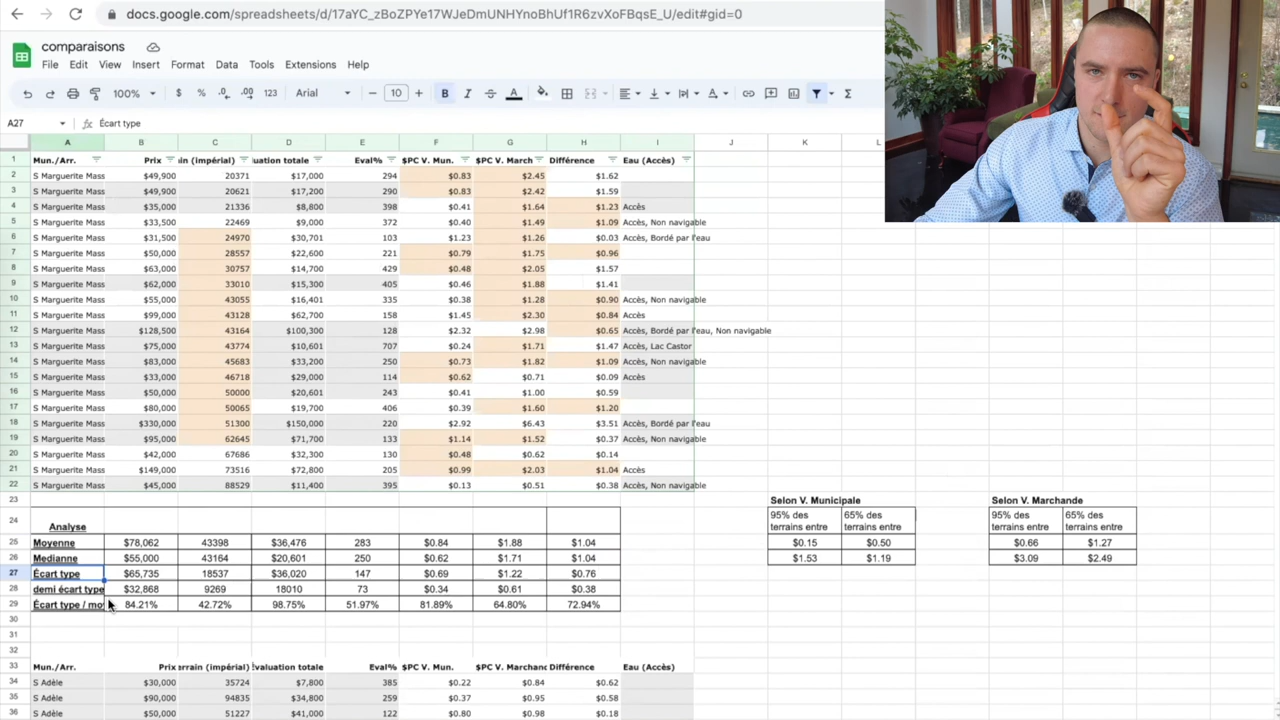 docs.google.com/spreadsheets/d/17aYC_zBoZPYe17WJeDmUNHYnoBhUf1R6zvXoFBqsE_U/edit#gid=0
comparaisons
File Edit View Insert Format Data Tools Extensions Help
100% $ % .0 .00 123 Arial 10 B I
A27 Écart type
A B C D E F G H I J K L
1 Mun./Arr. Prix ain (impérial) uation totale Eval% $PC V. Mun. $PC V. March Différence Eau (Accès)
2 S Marguerite Mass $49,900 20371 $17,000 294 $0.83 $2.45 $1.62
3 S Marguerite Mass $49,900 20621 $17,200 290 $0.83 $2.42 $1.59
4 S Marguerite Mass $35,000 21336 $8,800 398 $0.41 $1.64 $1.23 Accès
5 S Marguerite Mass $33,500 22469 $9,000 372 $0.40 $1.49 $1.09 Accès, Non navigable
6 S Marguerite Mass $31,500 24970 $30,701 103 $1.23 $1.26 $0.03 Accès, Bordé par l'eau
7 S Marguerite Mass $50,000 28557 $22,600 221 $0.79 $1.75 $0.96
8 S Marguerite Mass $63,000 30757 $14,700 429 $0.48 $2.05 $1.57
9 S Marguerite Mass $62,000 33010 $15,300 405 $0.46 $1.88 $1.41
10 S Marguerite Mass $55,000 43055 $16,401 335 $0.38 $1.28 $0.90 Accès, Non navigable
11 S Marguerite Mass $99,000 43128 $62,700 158 $1.45 $2.30 $0.84 Accès
12 S Marguerite Mass $128,500 43164 $100,300 128 $2.32 $2.98 $0.65 Accès, Bordé par l'eau, Non navigable
13 S Marguerite Mass $75,000 43774 $10,601 707 $0.24 $1.71 $1.47 Accès, Lac Castor
14 S Marguerite Mass $83,000 45683 $33,200 250 $0.73 $1.82 $1.09 Accès, Non navigable
15 S Marguerite Mass $33,000 46718 $29,000 114 $0.62 $0.71 $0.09 Accès
16 S Marguerite Mass $50,000 50000 $20,601 243 $0.41 $1.00 $0.59
17 S Marguerite Mass $80,000 50065 $19,700 406 $0.39 $1.60 $1.20
18 S Marguerite Mass $330,000 51300 $150,000 220 $2.92 $6.43 $3.51 Accès, Bordé par l'eau
19 S Marguerite Mass $95,000 62645 $71,700 133 $1.14 $1.52 $0.37 Accès, Non navigable
20 S Marguerite Mass $42,000 67686 $32,300 130 $0.48 $0.62 $0.14
21 S Marguerite Mass $149,000 73516 $72,800 205 $0.99 $2.03 $1.04 Accès
22 S Marguerite Mass $45,000 88529 $11,400 395 $0.13 $0.51 $0.38 Accès, Non navigable
23 Selon V. Municipale Selon V. Marchande
24 Analyse 95% des terrains entre 65% des terrains entre 95% des terrains entre 65% des terrains entre
25 Moyenne $78,062 43398 $36,476 283 $0.84 $1.88 $1.04 $0.15 $0.50 $0.66 $1.27
26 Medianne $55,000 43164 $20,601 250 $0.62 $1.71 $1.04 $1.53 $1.19 $3.09 $2.49
27 Écart type $65,735 18537 $36,020 147 $0.69 $1.22 $0.76
28 demi écart type $32,868 9269 18010 73 $0.34 $0.61 $0.38
29 Écart type / mo 84.21% 42.72% 98.75% 51.97% 81.89% 64.80% 72.94%
30
31
32
33 Mun./Arr. Prix errain (impérial) Évaluation totale Eval% $PC V. Mun. $PC V. Marchanc Différence Eau (Accès)
34 S Adèle $30,000 35724 $7,800 385 $0.22 $0.84 $0.62
35 S Adèle $90,000 94835 $34,800 259 $0.37 $0.95 $0.58
36 S Adèle $50,000 51227 $41,000 122 $0.80 $0.98 $0.18